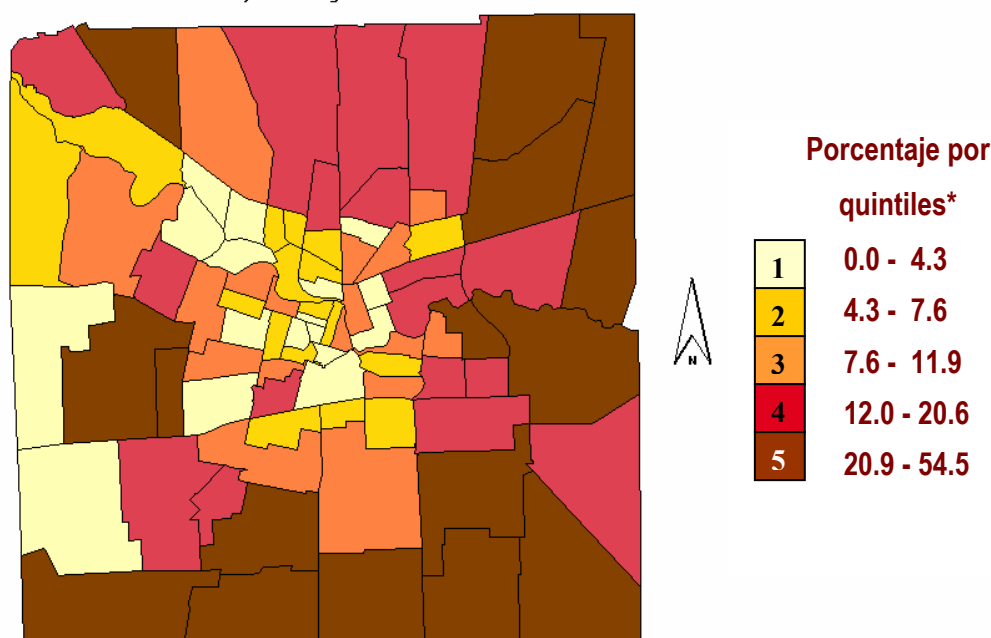 Porcentaje por
quintiles*
1 0.0 - 4.3
2 4.3 - 7.6
3 7.6 - 11.9
4 12.0 - 20.6
5 20.9 - 54.5
N